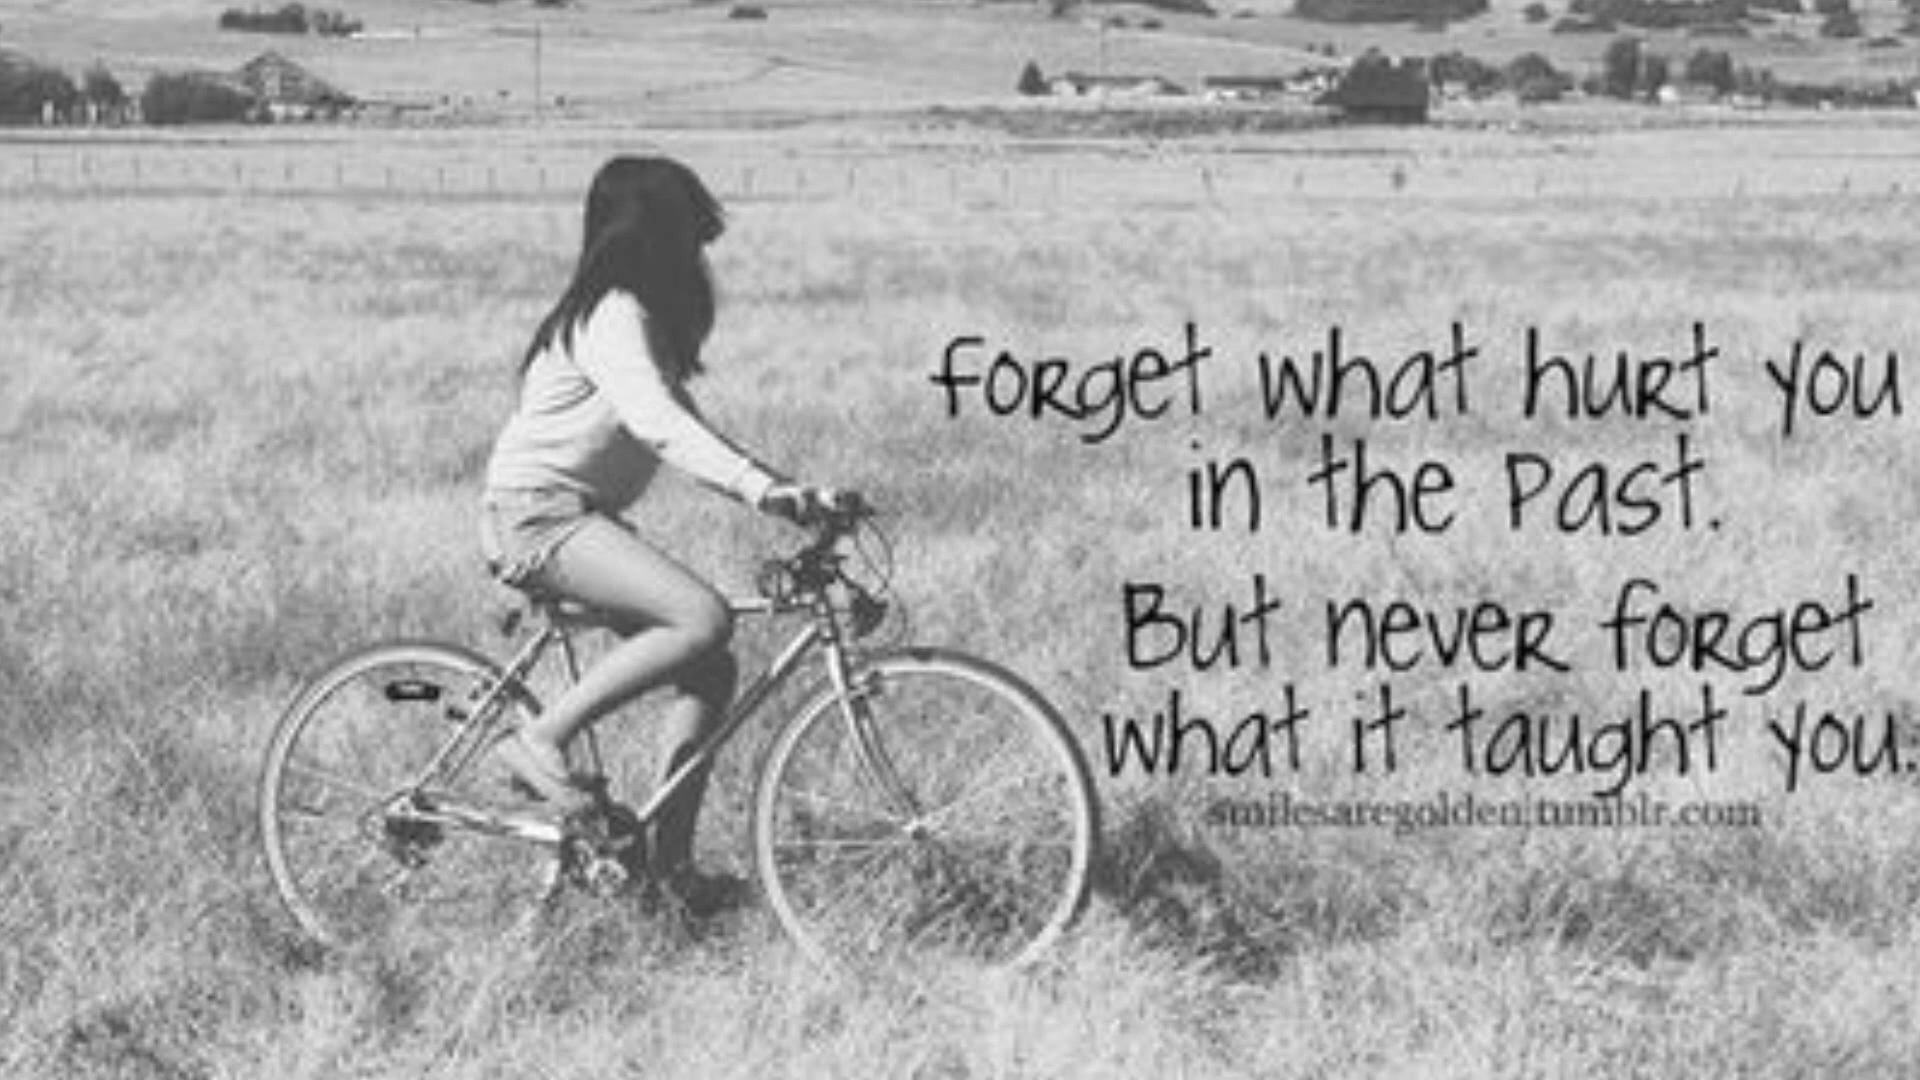 forget what hurt you
in the past.
But never forget
what it taught you.
smilesaregolden.tumblr.com